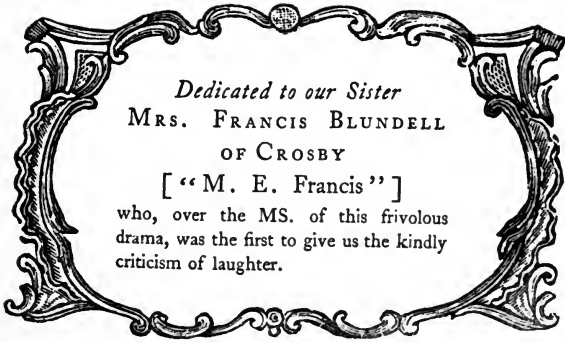 Dedicated to our Sister
MRS. FRANCIS BLUNDELL
OF CROSBY
[“M. E. Francis”]
who, over the MS. of this frivolous
drama, was the first to give us the kindly
criticism of laughter.